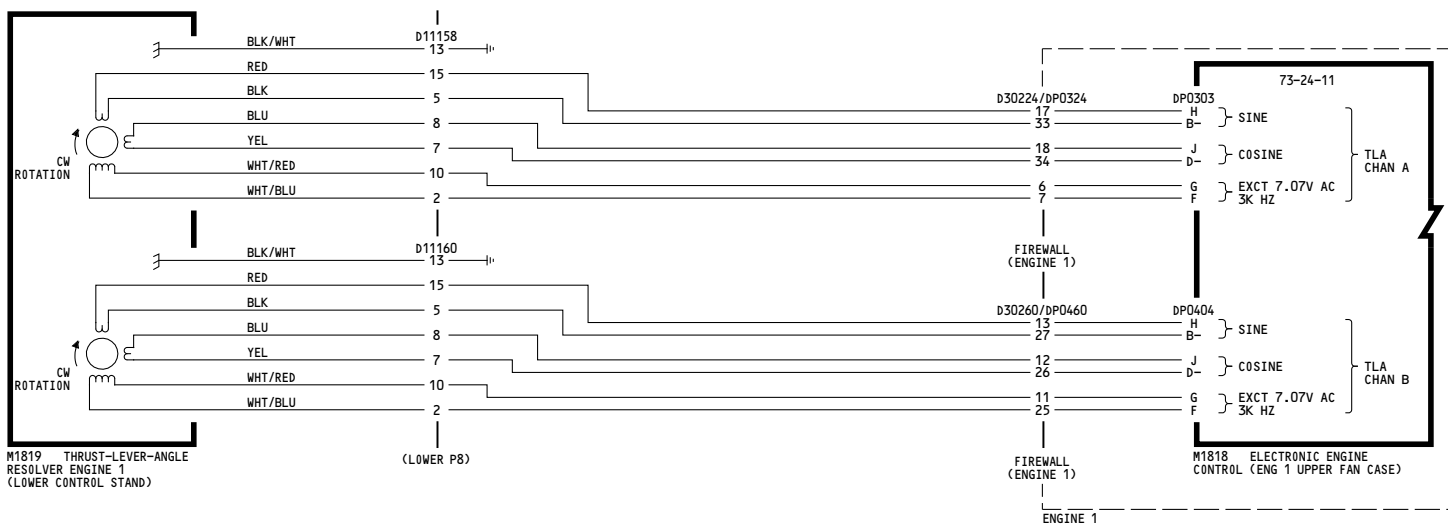 D11158
BLK/WHT 13
RED 15
BLK 5
BLU 8
YEL 7
WHT/RED 10
WHT/BLU 2
CW
ROTATION
D30224/DP0324
17
33
18
34
6
7
FIREWALL
(ENGINE 1)
73-24-11
DP0303
H
B- SINE
J
D- COSINE
G EXCT 7.07V AC
F 3K HZ
TLA
CHAN A
D11160
BLK/WHT 13
RED 15
BLK 5
BLU 8
YEL 7
WHT/RED 10
WHT/BLU 2
CW
ROTATION
D30260/DP0460
13
27
12
26
11
25
FIREWALL
(ENGINE 1)
DP0404
H
B- SINE
J
D- COSINE
G EXCT 7.07V AC
F 3K HZ
TLA
CHAN B
M1819 THRUST-LEVER-ANGLE
RESOLVER ENGINE 1
(LOWER CONTROL STAND)
(LOWER P8)
M1818 ELECTRONIC ENGINE
CONTROL (ENG 1 UPPER FAN CASE)
ENGINE 1